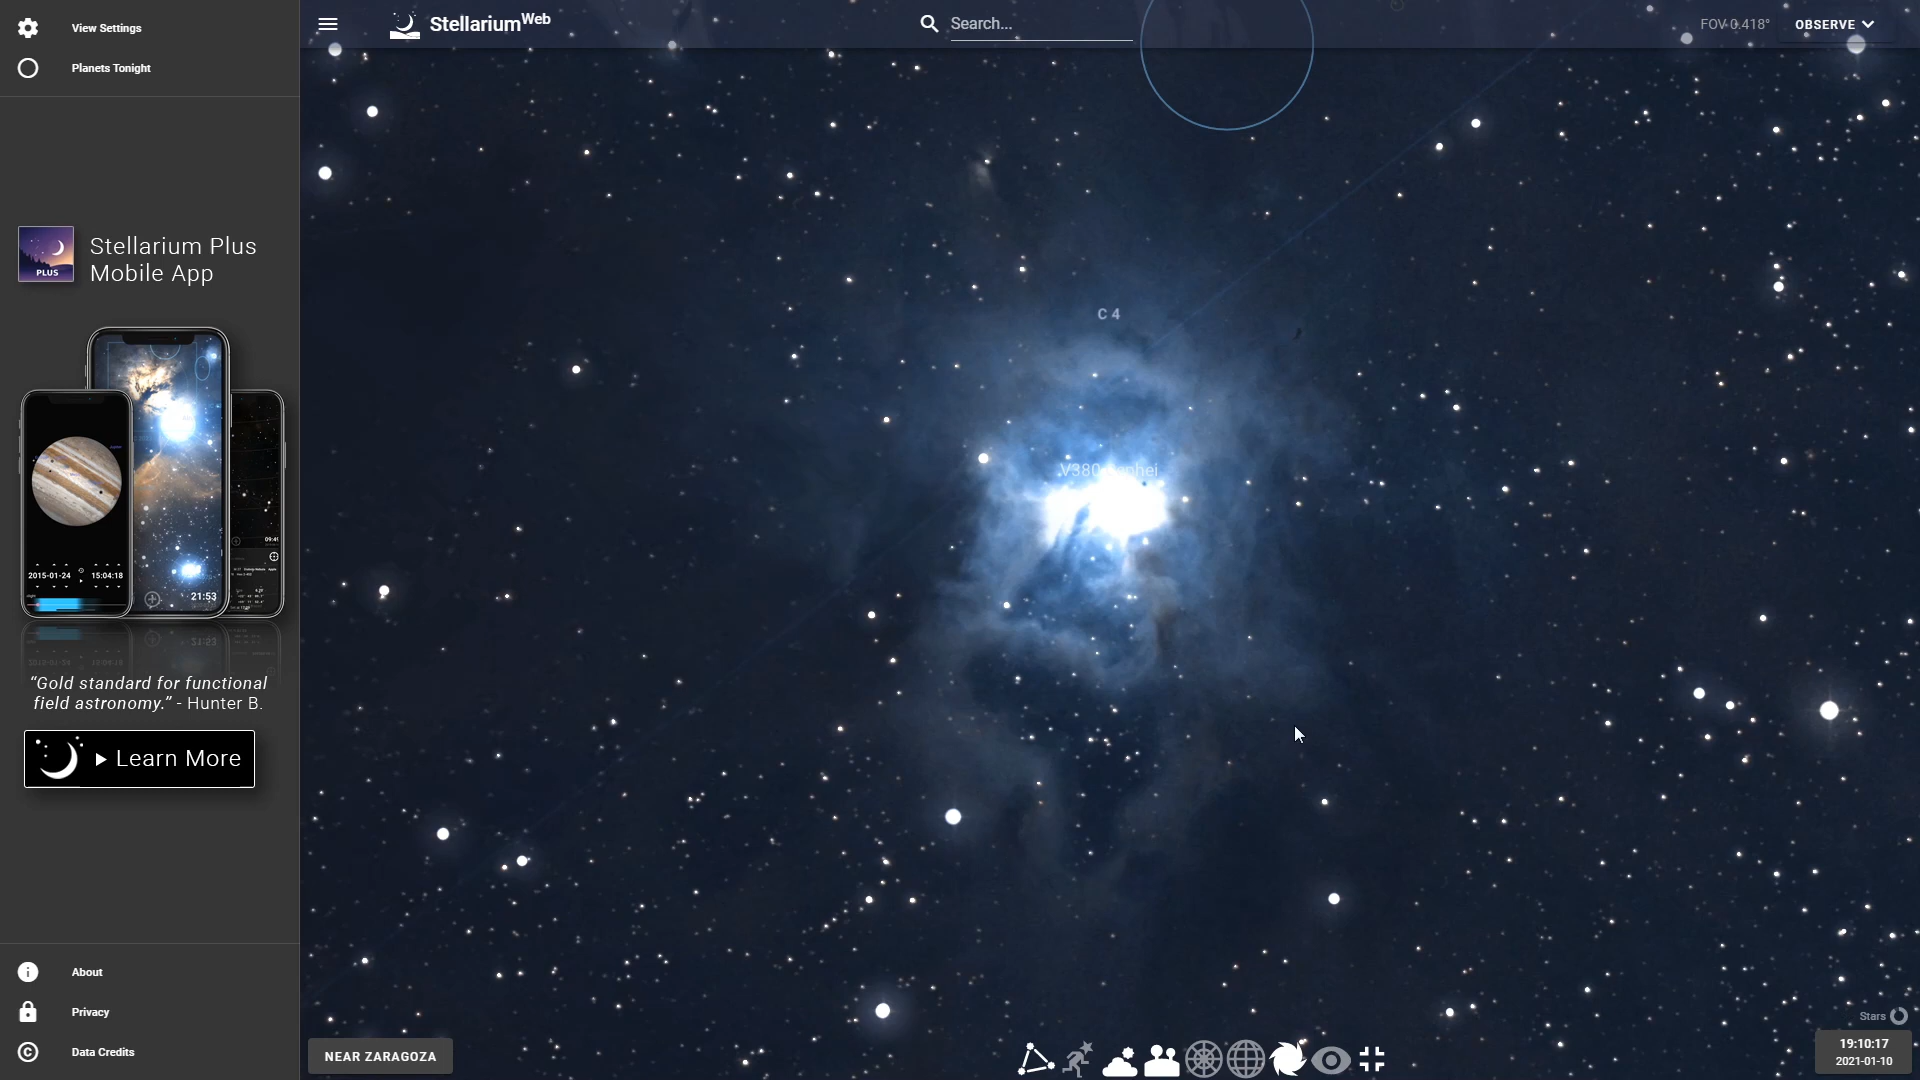 View Settings
Planets Tonight
StellariumWeb
Search...
FOV 0.418°
OBSERVE
Stellarium Plus
Mobile App
PLUS
2015-01-24 15:04:18
21:53
“Gold standard for functional
field astronomy.” - Hunter B.
Learn More
C 4
About
Privacy
Data Credits
NEAR ZARAGOZA
Stars
19:10:17
2021-01-10